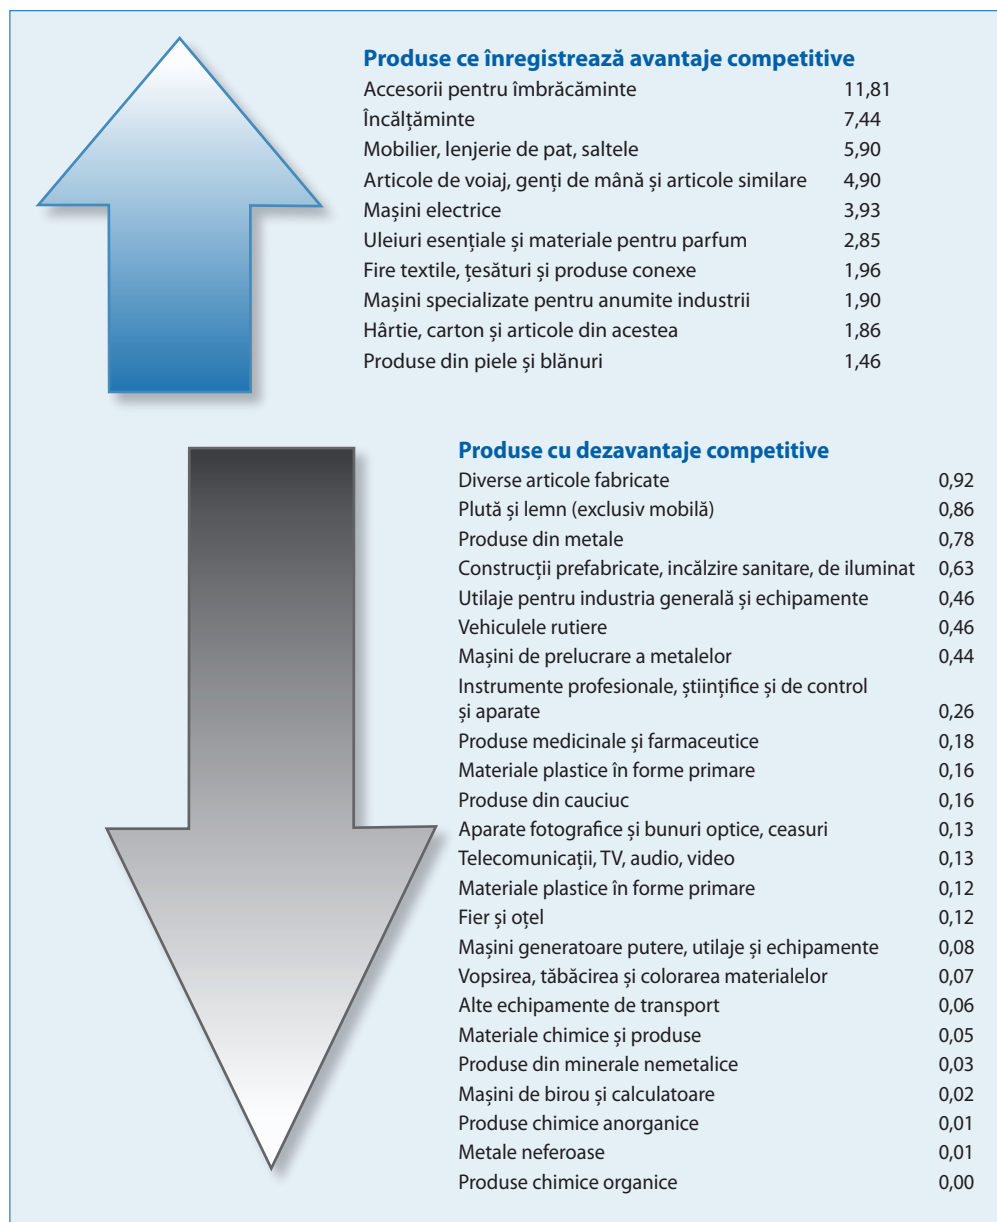 Produse ce înregistrează avantaje competitive
Accesorii pentru îmbrăcăminte 11,81
Încălțăminte 7,44
Mobilier, lenjerie de pat, saltele 5,90
Articole de voiaj, genți de mână și articole similare 4,90
Mașini electrice 3,93
Uleiuri esențiale și materiale pentru parfum 2,85
Fire textile, țesături și produse conexe 1,96
Mașini specializate pentru anumite industrii 1,90
Hârtie, carton și articole din acestea 1,86
Produse din piele și blănuri 1,46
Produse cu dezavantaje competitive
Diverse articole fabricate 0,92
Plută și lemn (exclusiv mobilă) 0,86
Produse din metale 0,78
Construcții prefabricate, incălzire sanitare, de iluminat 0,63
Utilaje pentru industria generală și echipamente 0,46
Vehiculele rutiere 0,46
Mașini de prelucrare a metalelor 0,44
Instrumente profesionale, științifice și de control
și aparate 0,26
Produse medicinale și farmaceutice 0,18
Materiale plastice în forme primare 0,16
Produse din cauciuc 0,16
Aparate fotografice și bunuri optice, ceasuri 0,13
Telecomunicații, TV, audio, video 0,13
Materiale plastice în forme primare 0,12
Fier și oțel 0,12
Mașini generatoare putere, utilaje și echipamente 0,08
Vopsirea, tăbăcirea și colorarea materialelor 0,07
Alte echipamente de transport 0,06
Materiale chimice și produse 0,05
Produse din minerale nemetalice 0,03
Mașini de birou și calculatoare 0,02
Produse chimice anorganice 0,01
Metale neferoase 0,01
Produse chimice organice 0,00